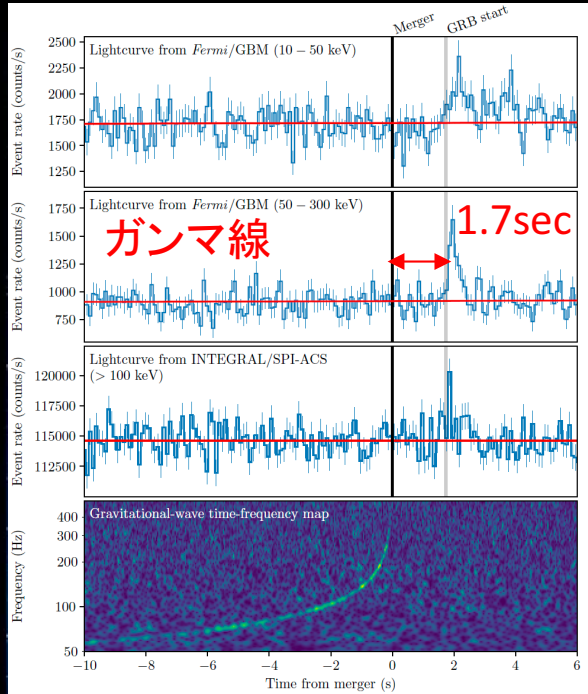 Merger
GRB start
Lightcurve from Fermi/GBM (10 − 50 keV)
Event rate (counts/s)
2500
2250
2000
1750
1500
1250
Lightcurve from Fermi/GBM (50 − 300 keV)
Event rate (counts/s)
1750
1500
1250
1000
750
ガンマ線
1.7sec
Lightcurve from INTEGRAL/SPI-ACS
(> 100 keV)
Event rate (counts/s)
120000
117500
115000
112500
Gravitational-wave time-frequency map
Frequency (Hz)
400
300
200
100
50
−10 −8 −6 −4 −2 0 2 4 6
Time from merger (s)